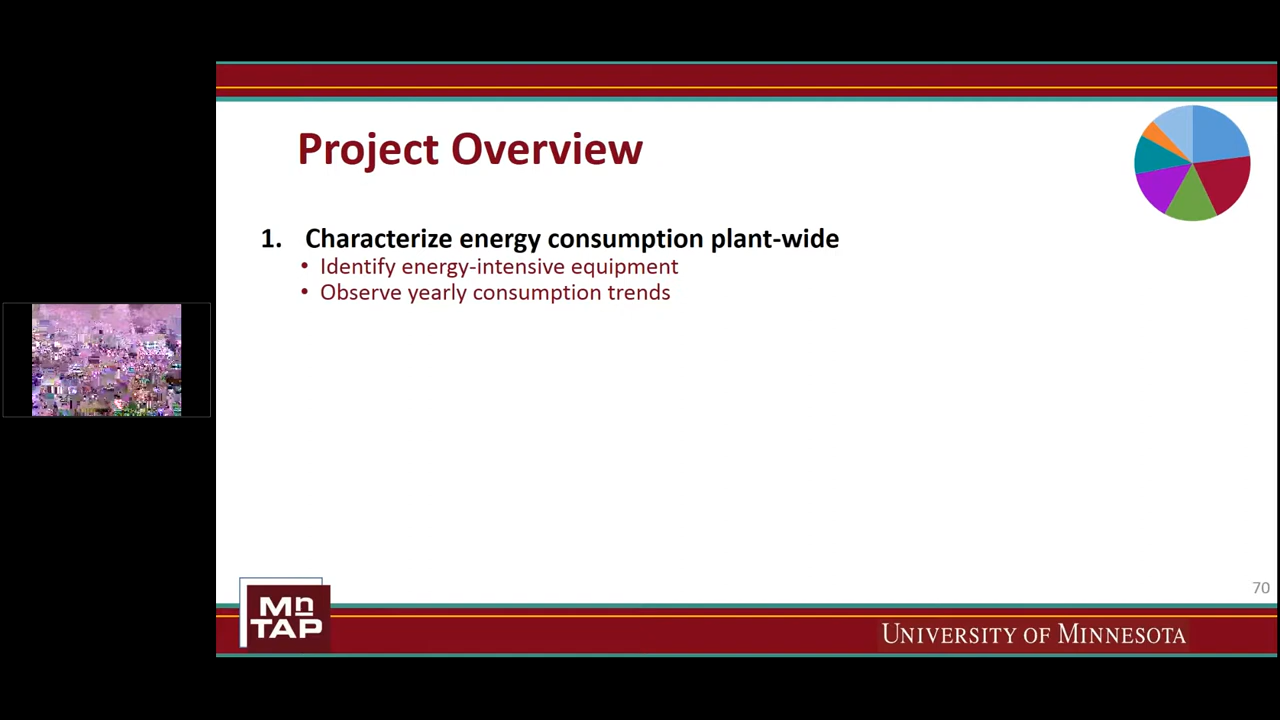 Project Overview
1. Characterize energy consumption plant-wide
• Identify energy-intensive equipment
• Observe yearly consumption trends
70
Mn
TAP
UNIVERSITY OF MINNESOTA